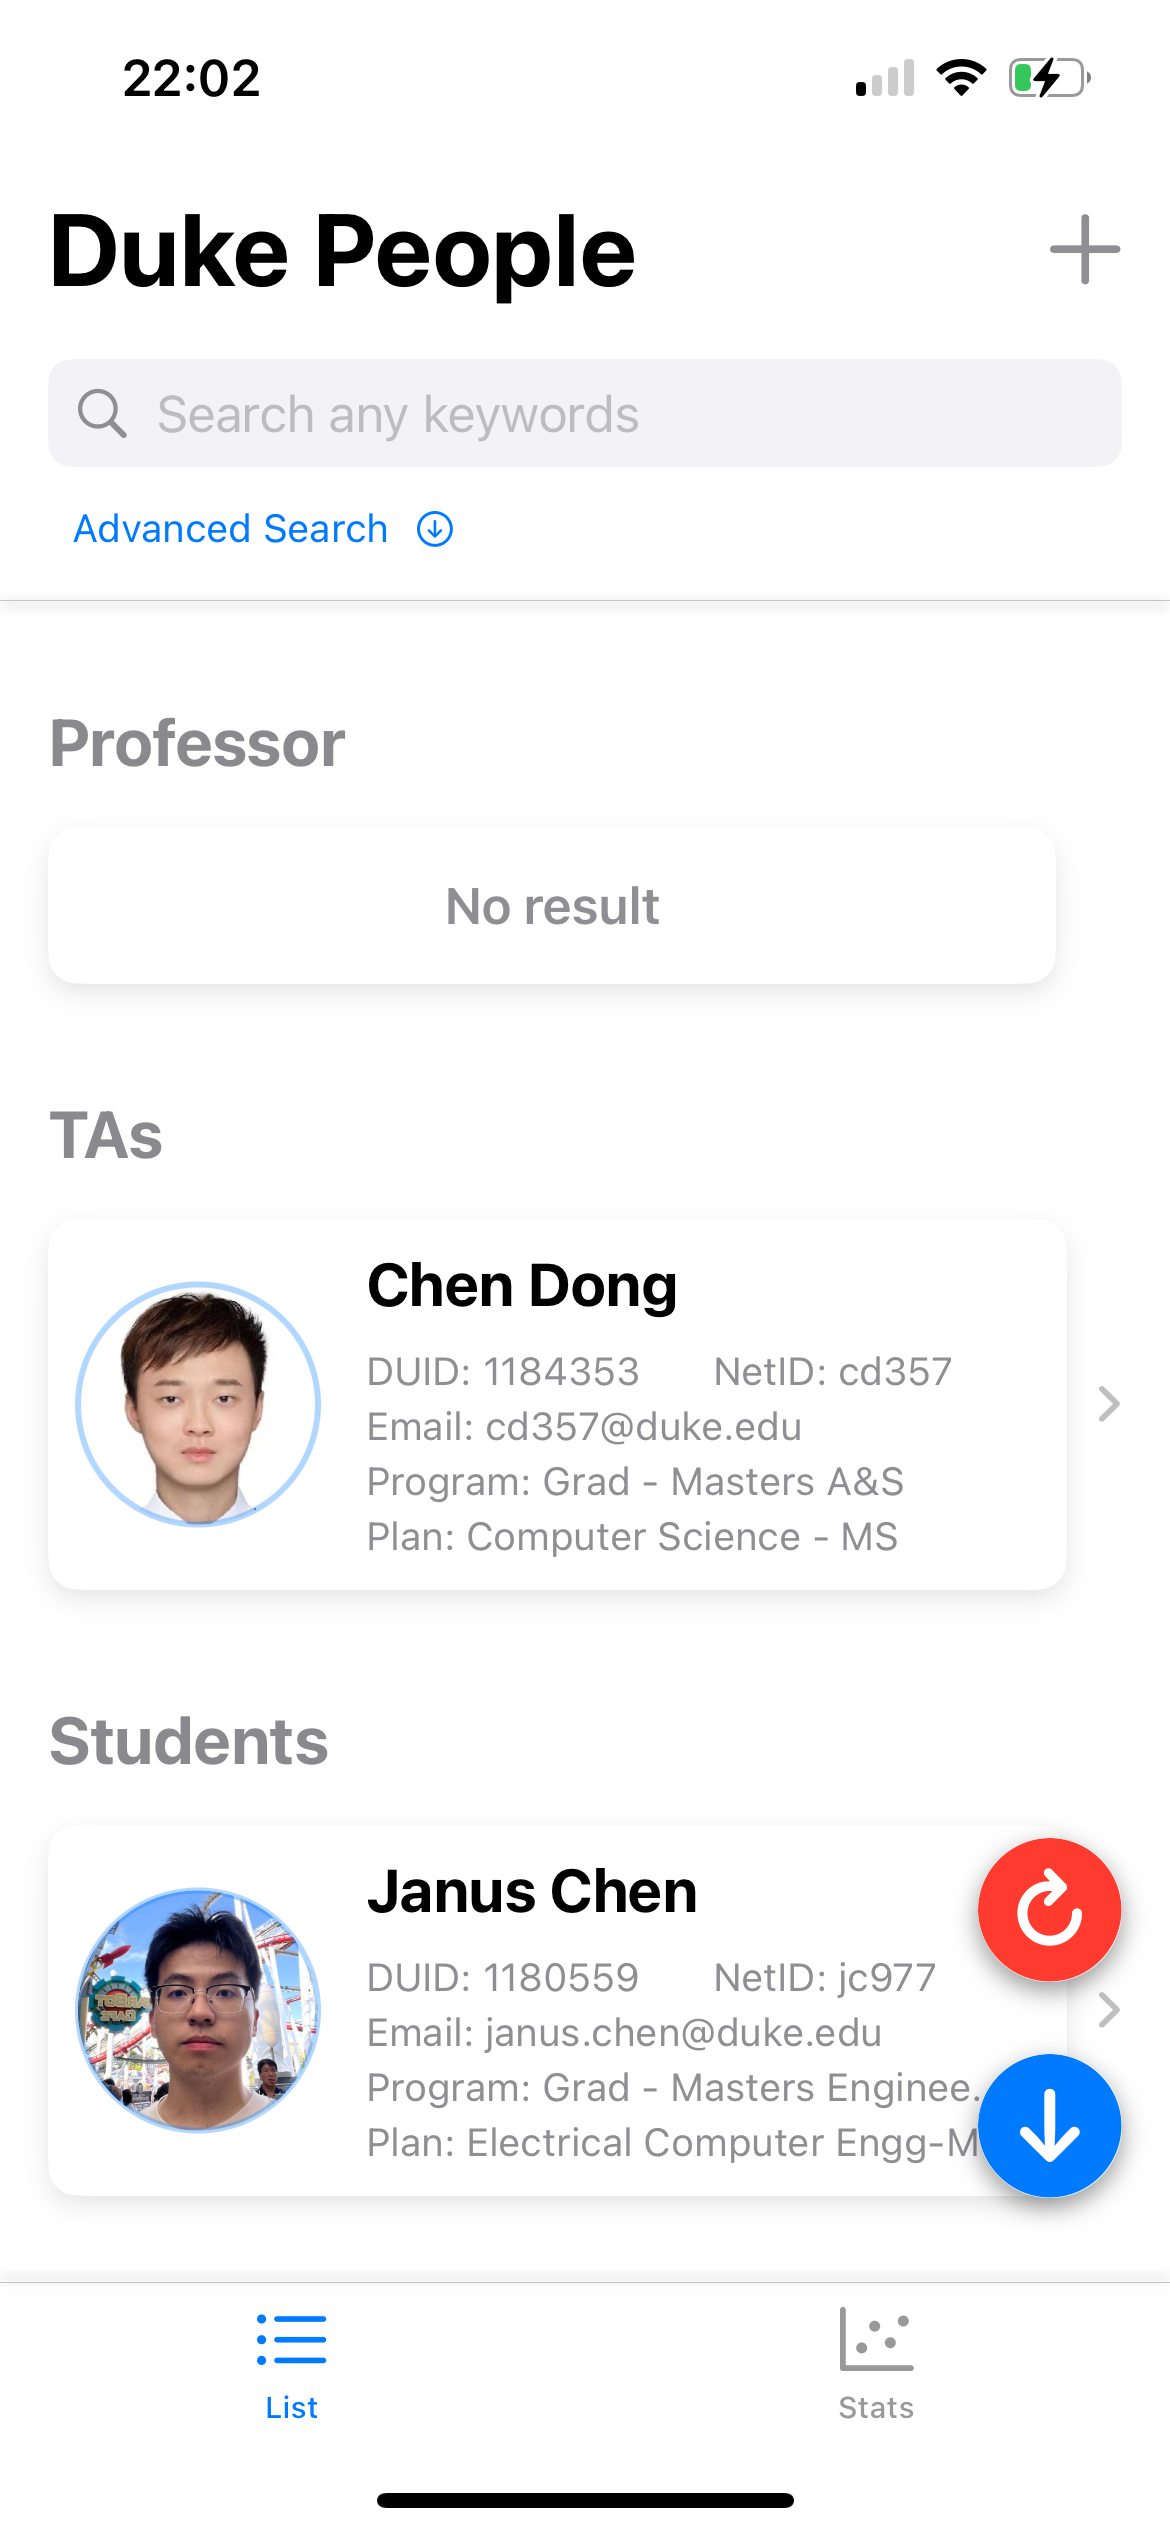 22:02
Duke People
Search any keywords
Advanced Search
Professor
No result
TAs
Chen Dong
DUID: 1184353 NetID: cd357
Email: cd357@duke.edu
Program: Grad - Masters A&S
Plan: Computer Science - MS
Students
Janus Chen
DUID: 1180559 NetID: jc977
Email: janus.chen@duke.edu
Program: Grad - Masters Enginee.
Plan: Electrical Computer Engg-M
List
Stats